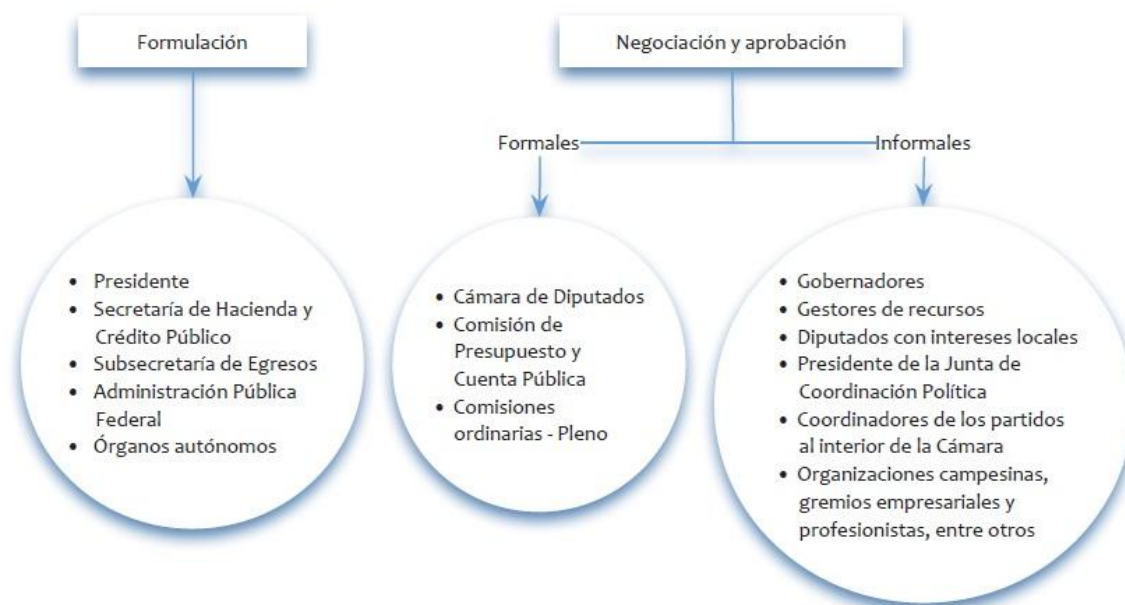 Formulación
Negociación y aprobación
Formales
Informales
• Presidente
• Secretaría de Hacienda y
Crédito Público
• Subsecretaría de Egresos
• Administración Pública
Federal
• Órganos autónomos
• Cámara de Diputados
• Comisión de
Presupuesto y
Cuenta Pública
• Comisiones
ordinarias - Pleno
• Gobernadores
• Gestores de recursos
• Diputados con intereses locales
• Presidente de la Junta de
Coordinación Política
• Coordinadores de los partidos
al interior de la Cámara
• Organizaciones campesinas,
gremios empresariales y
profesionistas, entre otros